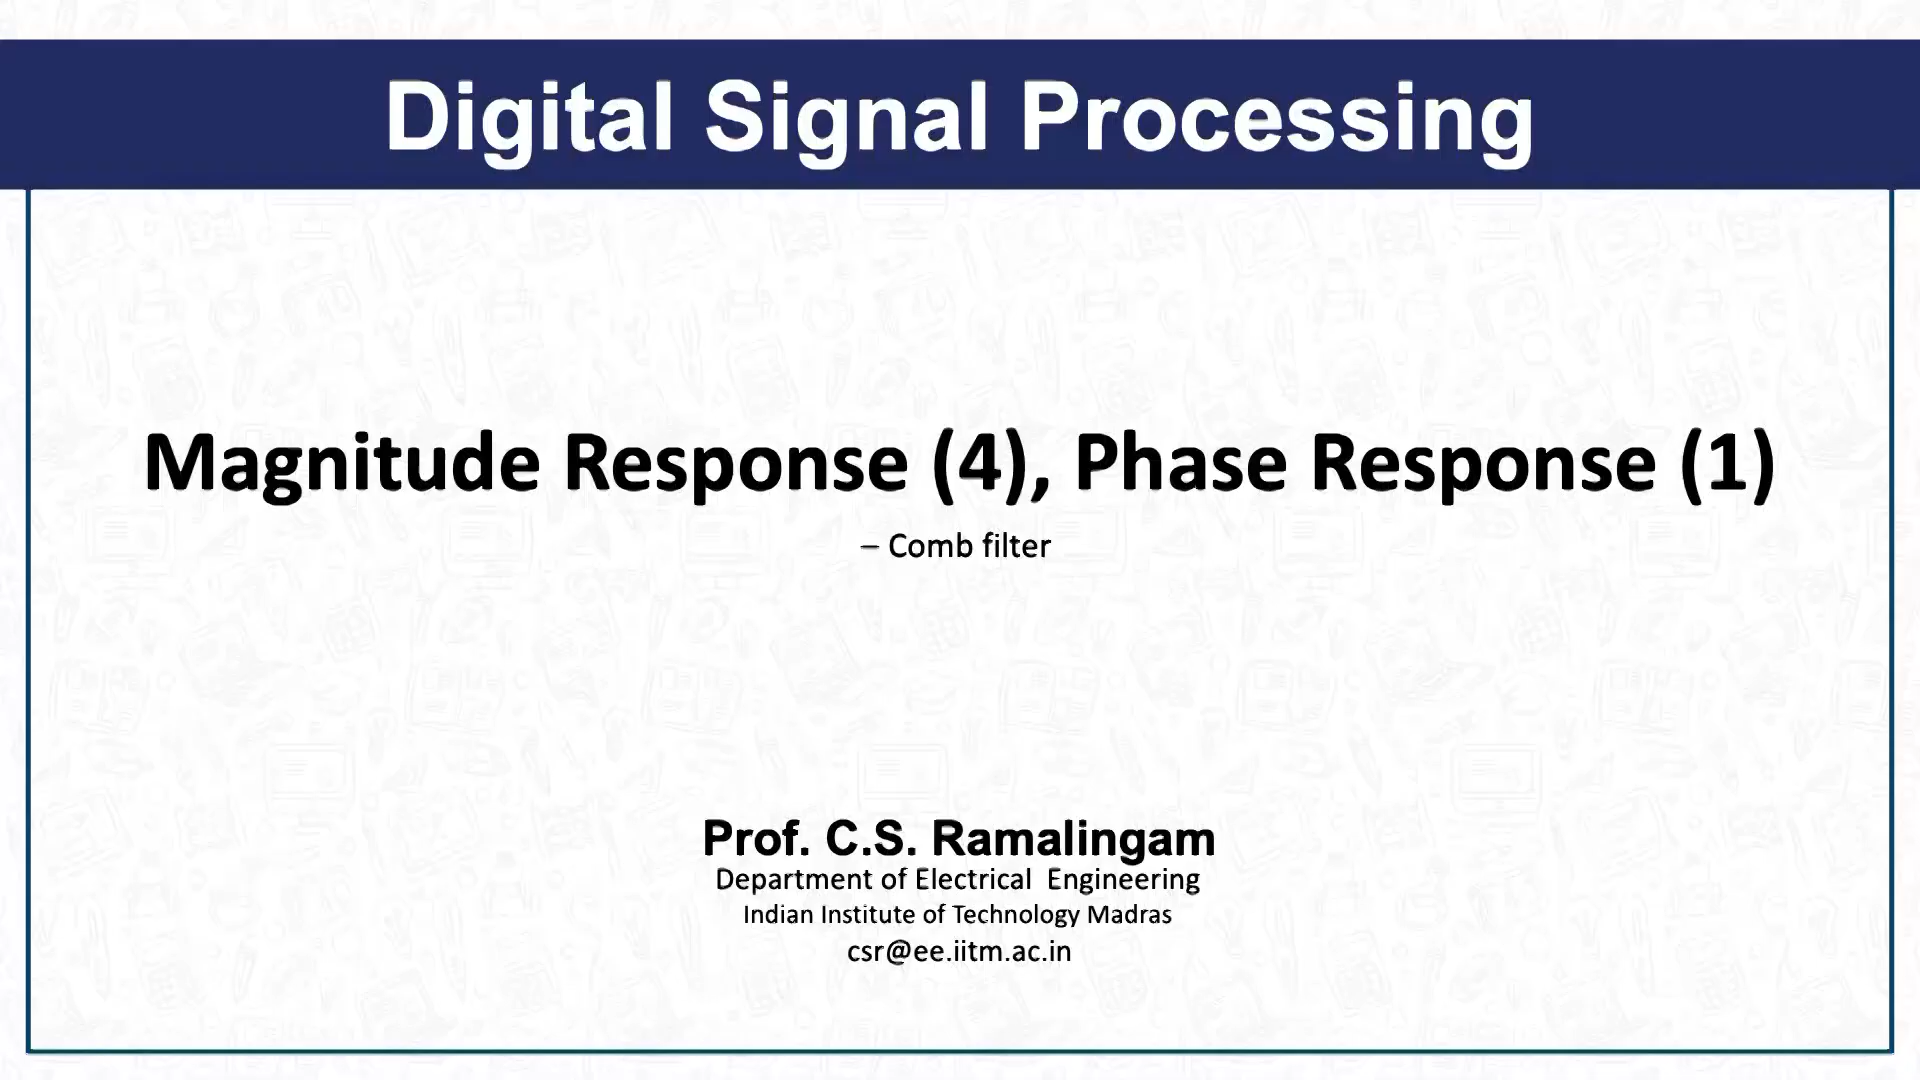 Digital Signal Processing
Magnitude Response (4), Phase Response (1)
– Comb filter
Prof. C.S. Ramalingam
Department of Electrical Engineering
Indian Institute of Technology Madras
csr@ee.iitm.ac.in